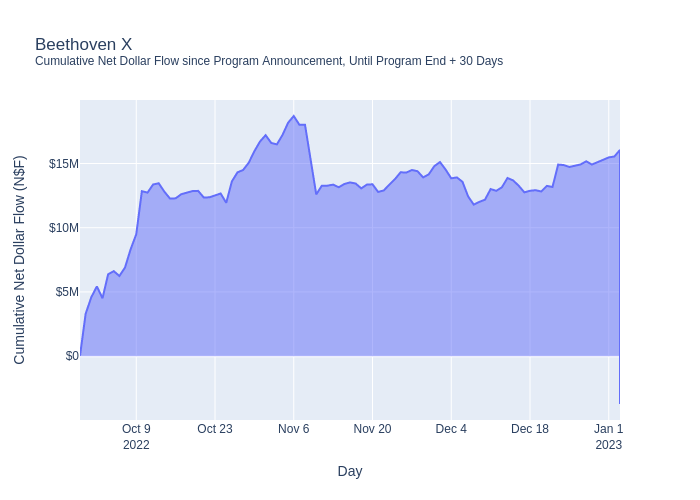 Beethoven X
Cumulative Net Dollar Flow since Program Announcement, Until Program End + 30 Days
Cumulative Net Dollar Flow (N$F)
$15M
$10M
$5M
$0
Oct 9
2022
Oct 23
Nov 6
Nov 20
Dec 4
Dec 18
Jan 1
2023
Day